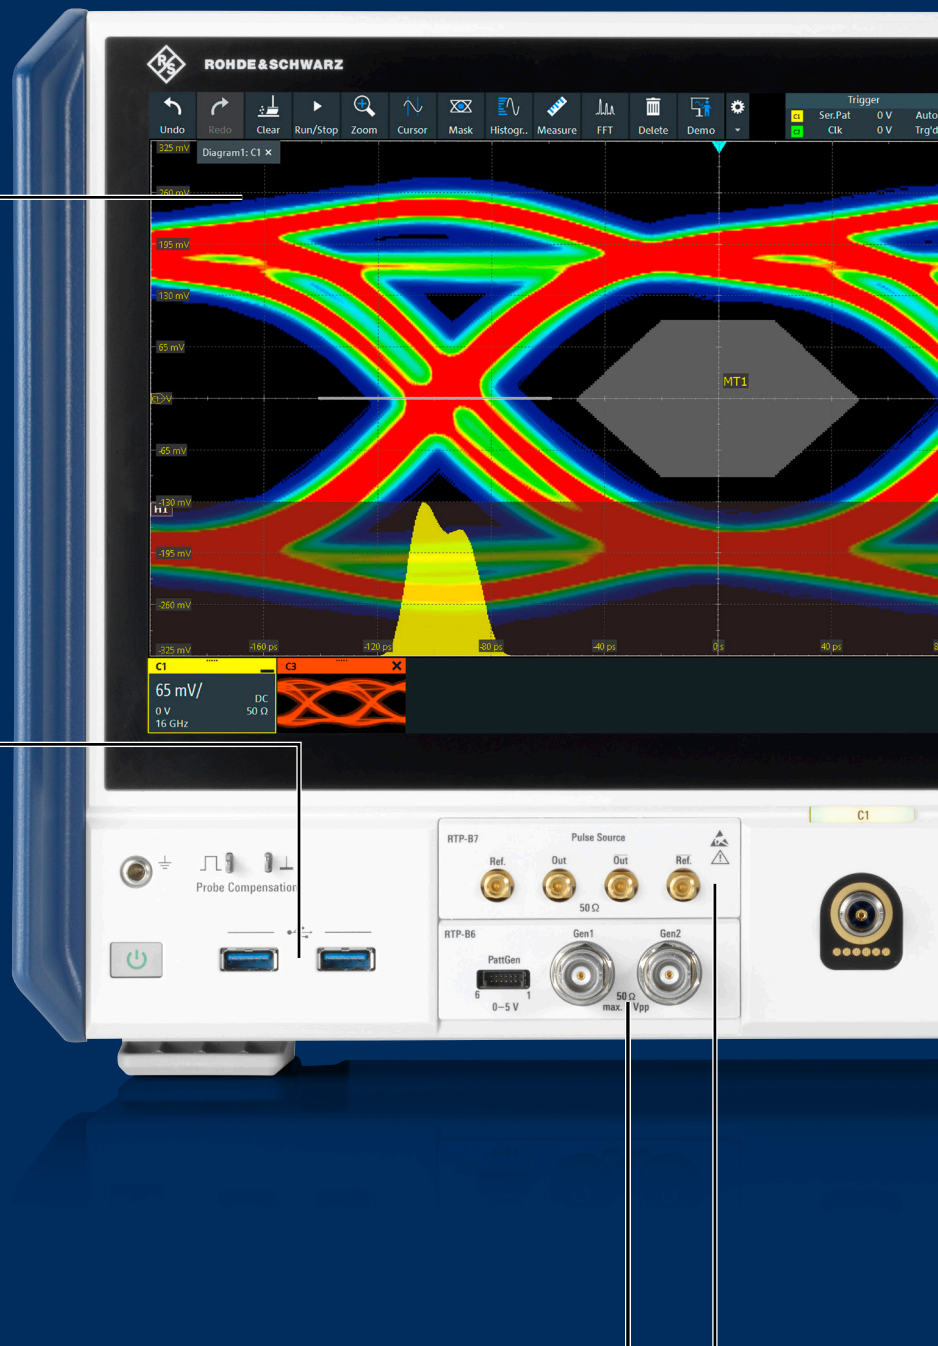 R&S
ROHDE&SCHWARZ
Undo Redo Clear Run/Stop Zoom Cursor Mask Histogr.. Measure FFT Delete Demo
Trigger
C1 Ser.Pat 0 V Auto
C3 Clk 0 V Trg'd
Diagram1: C1 ×
325 mV
260 mV
195 mV
130 mV
65 mV
MT1
-65 mV
-130 mV
H1
-195 mV
-260 mV
-325 mV
-160 ps -120 ps -80 ps -40 ps 0 s 40 ps
C1
65 mV/
DC
0 V 50 Ω
16 GHz
C3
C1
RTP-B7 Pulse Source
Ref. Out Out Ref.
50 Ω
Probe Compensation
RTP-B6 Gen1 Gen2
PattGen
6 1
0–5 V
50 Ω
max. Vpp